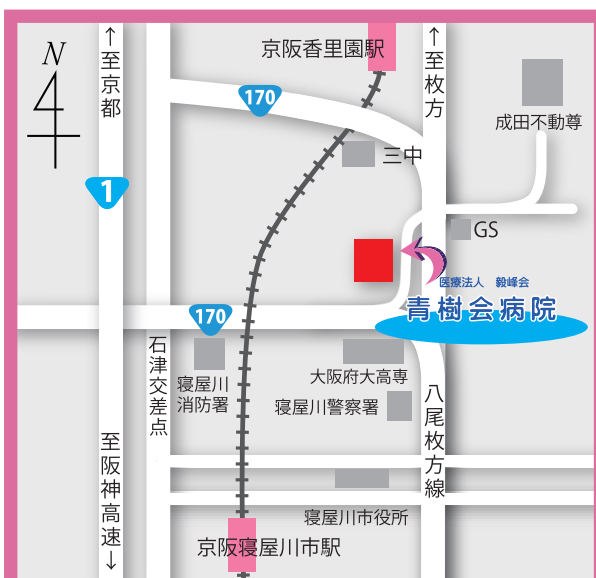 N
↑至京都
1
京阪香里園駅
↑至枚方
170
成田不動尊
三中
GS
医療法人 毅峰会
青樹会病院
170
石津交差点
寝屋川
消防署
大阪府大高専
寝屋川警察署
八尾枚方線
至阪神高速↓
寝屋川市役所
京阪寝屋川市駅